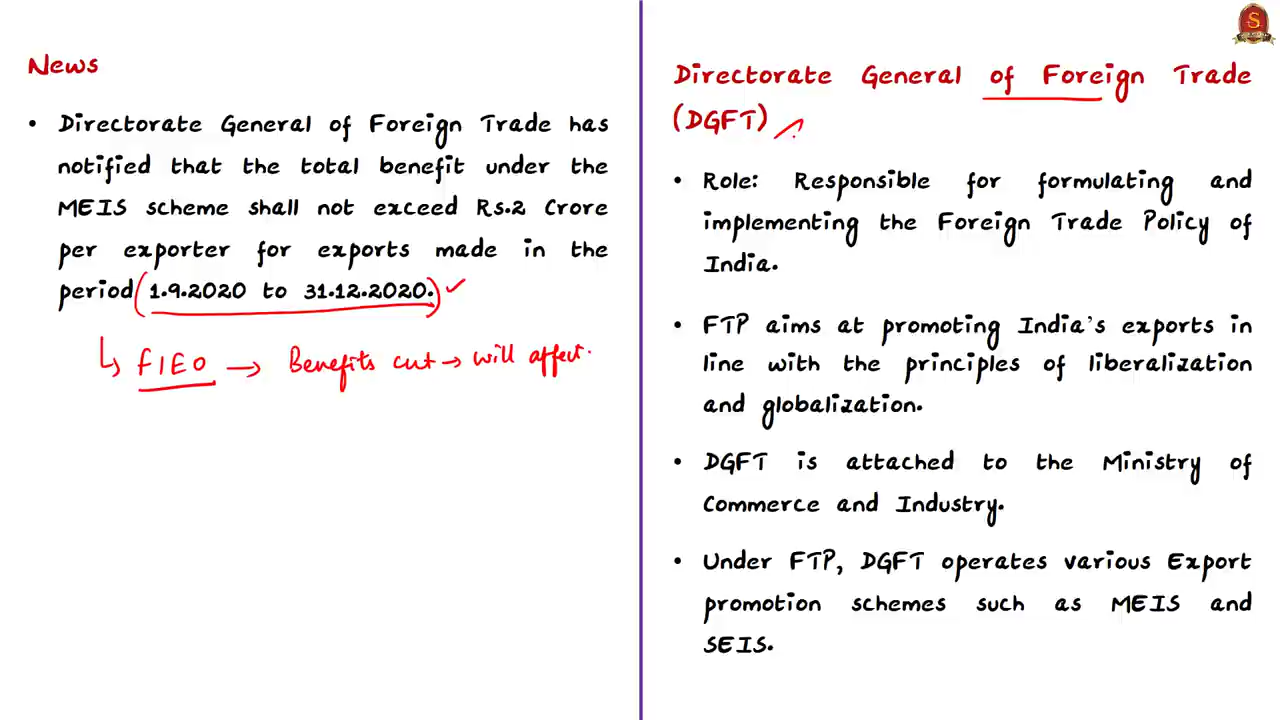 News
• Directorate General of Foreign Trade has
notified that the total benefit under the
MEIS scheme shall not exceed Rs.2 Crore
per exporter for exports made in the
period (1.9.2020 to 31.12.2020.)
FIEO → Benefits cut → will affect.
Directorate General of Foreign Trade
(DGFT)
• Role: Responsible for formulating and
implementing the Foreign Trade Policy of
India.
• FTP aims at promoting India's exports in
line with the principles of liberalization
and globalization.
• DGFT is attached to the Ministry of
Commerce and Industry.
• Under FTP, DGFT operates various Export
promotion schemes such as MEIS and
SEIS.